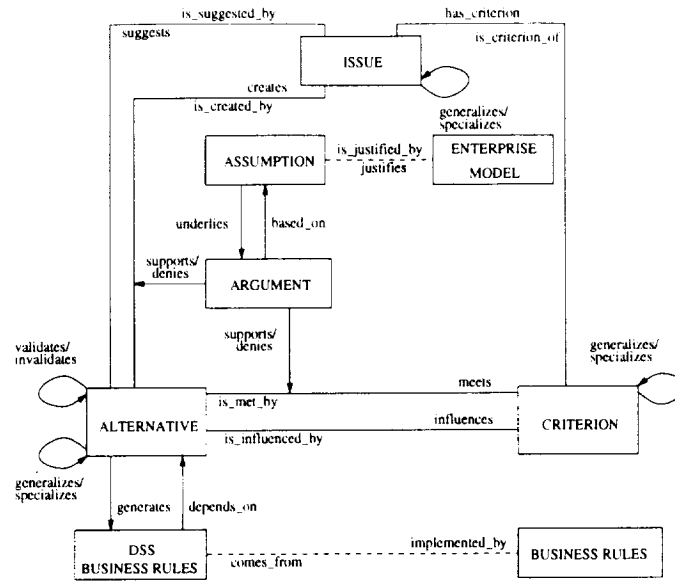 is_suggested_by
suggests
has_criterion
is_criterion_of
ISSUE
creates
is_created_by
generalizes/
specializes
ASSUMPTION
is_justified_by
justifies
ENTERPRISE
MODEL
underlies
based_on
supports/
denies
ARGUMENT
supports/
denies
validates/
invalidates
generalizes/
specializes
ALTERNATIVE
is_met_by
meets
is_influenced_by
influences
CRITERION
generalizes/
specializes
generates
depends_on
DSS
BUSINESS RULES
comes_from
implemented_by
BUSINESS RULES